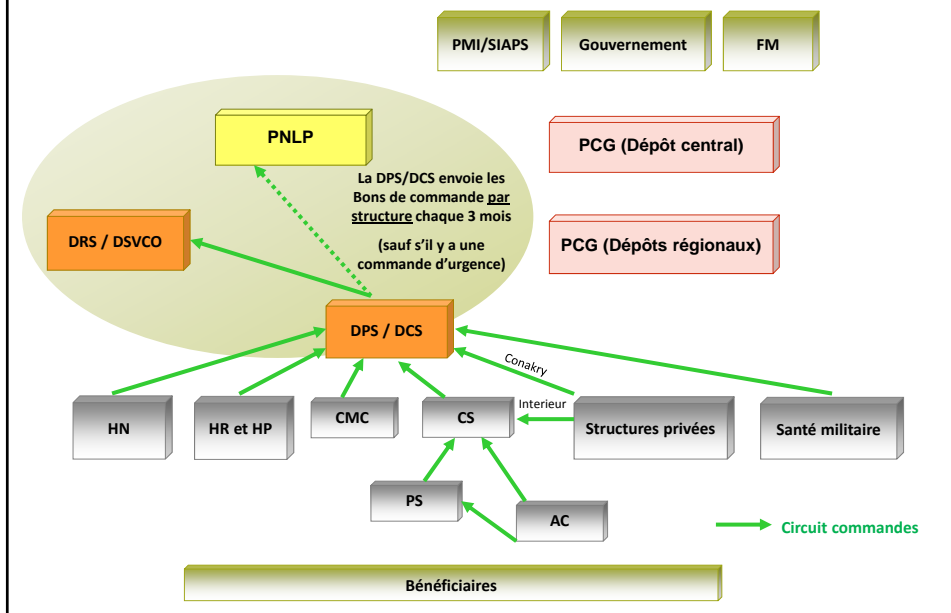 PMI/SIAPS
Gouvernement
FM
PNLP
PCG (Dépôt central)
La DPS/DCS envoie les
Bons de commande par
structure chaque 3 mois
(sauf s'il y a une
commande d'urgence)
DRS / DSVCO
PCG (Dépôts régionaux)
DPS / DCS
Conakry
Interieur
HN
HR et HP
CMC
CS
Structures privées
Santé militaire
PS
AC
Circuit commandes
Bénéficiaires